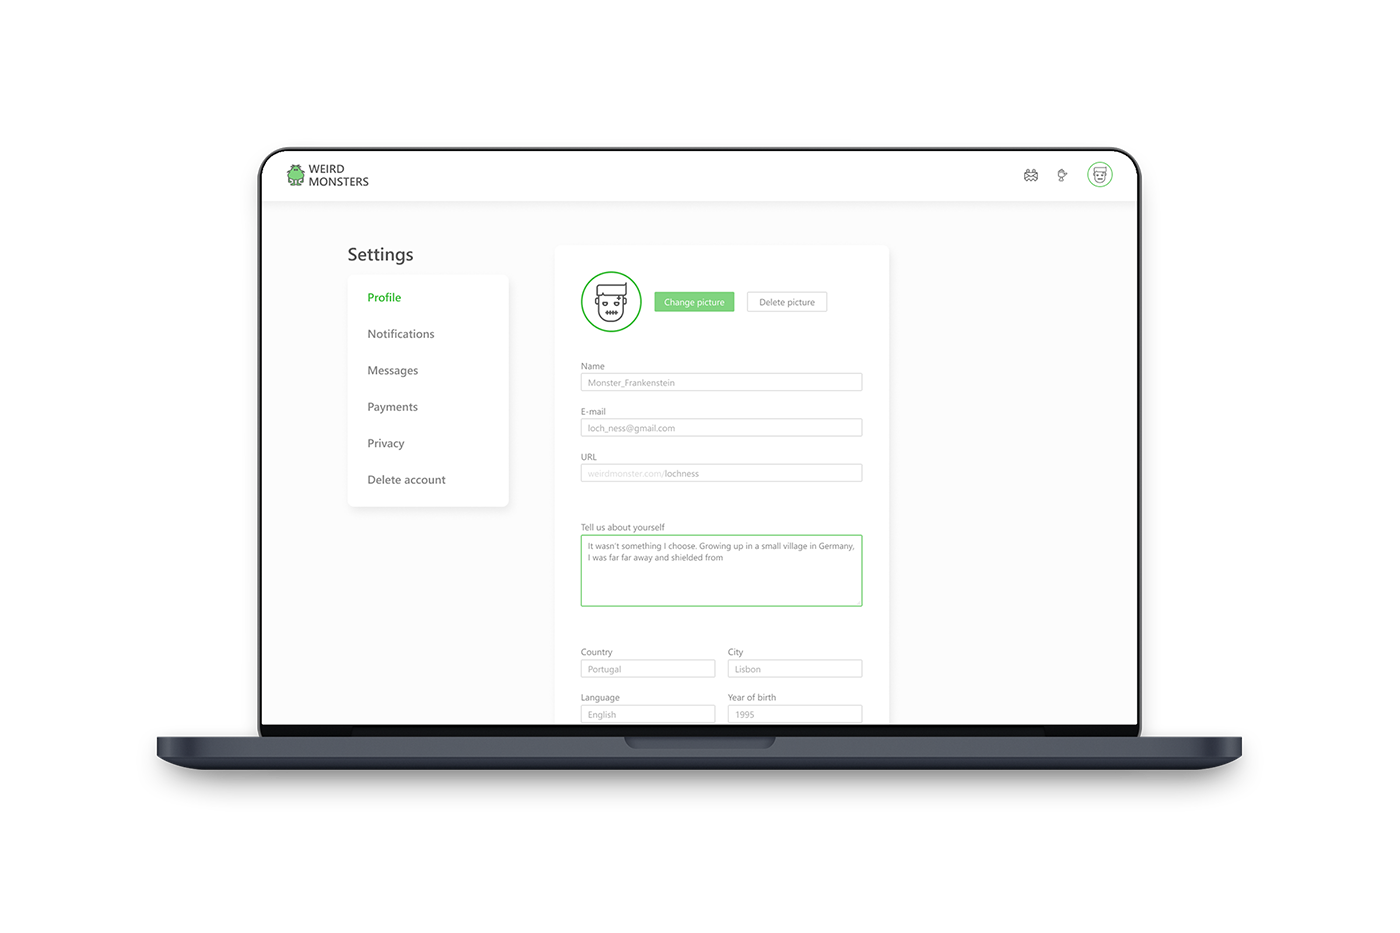 WEIRD
MONSTERS
Settings
Profile
Notifications
Messages
Payments
Privacy
Delete account
Change picture
Delete picture
Name
Monster_Frankenstein
E-mail
loch_ness@gmail.com
URL
weirdmonster.com/lochness
Tell us about yourself
It wasn't something I choose. Growing up in a small village in Germany,
I was far far away and shielded from
Country
City
Portugal
Lisbon
Language
Year of birth
English
1995